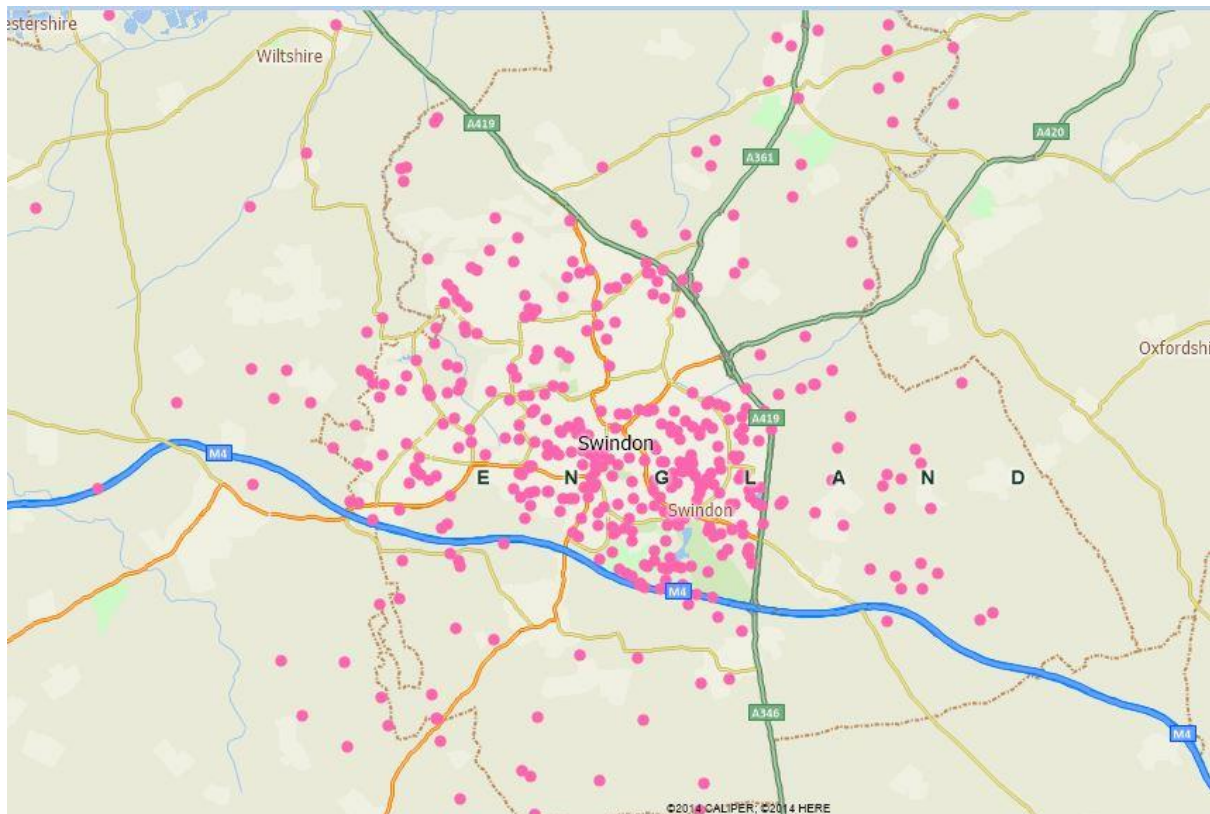 estershire
Wiltshire
A419
A420
A361
Oxfordshi
A419
Swindon
M4
E N G L A N D
Swindon
M4
A346
M4
©2014 CALIPER, ©2014 HERE